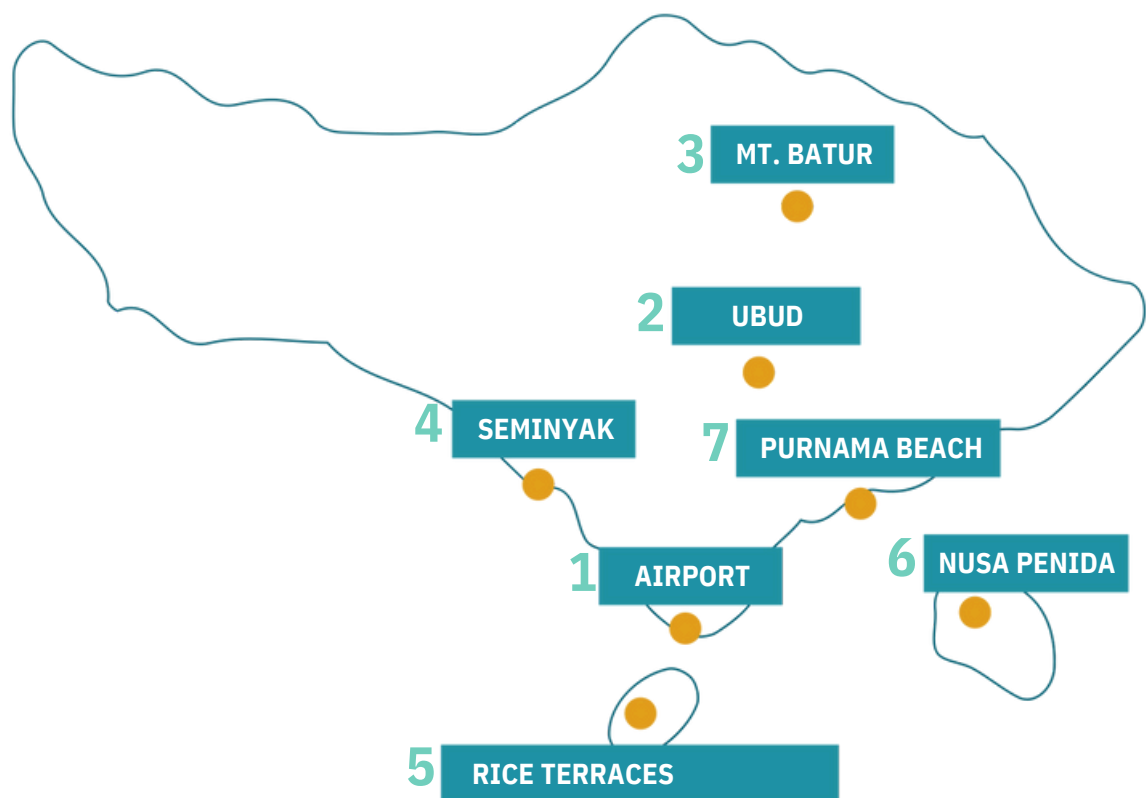 3 MT. BATUR
2 UBUD
4 SEMINYAK
7 PURNAMA BEACH
6 NUSA PENIDA
1 AIRPORT
5 RICE TERRACES